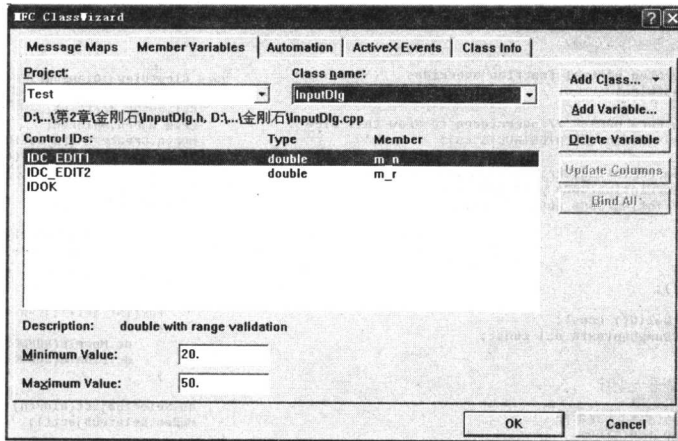 MFC ClassWizard
Message Maps Member Variables Automation ActiveX Events Class Info
Project: Class name:
Test InputDlg
Add Class...
D:\...\第2章\金刚石\InputDlg.h, D:\...\金刚石\InputDlg.cpp
Add Variable...
Control IDs: Type Member
Delete Variable
IDC_EDIT1 double m_n
IDC_EDIT2 double m_r
Update Columns
IDOK
Bind All
Description: double with range validation
Minimum Value: 20.
Maximum Value: 50.
OK Cancel